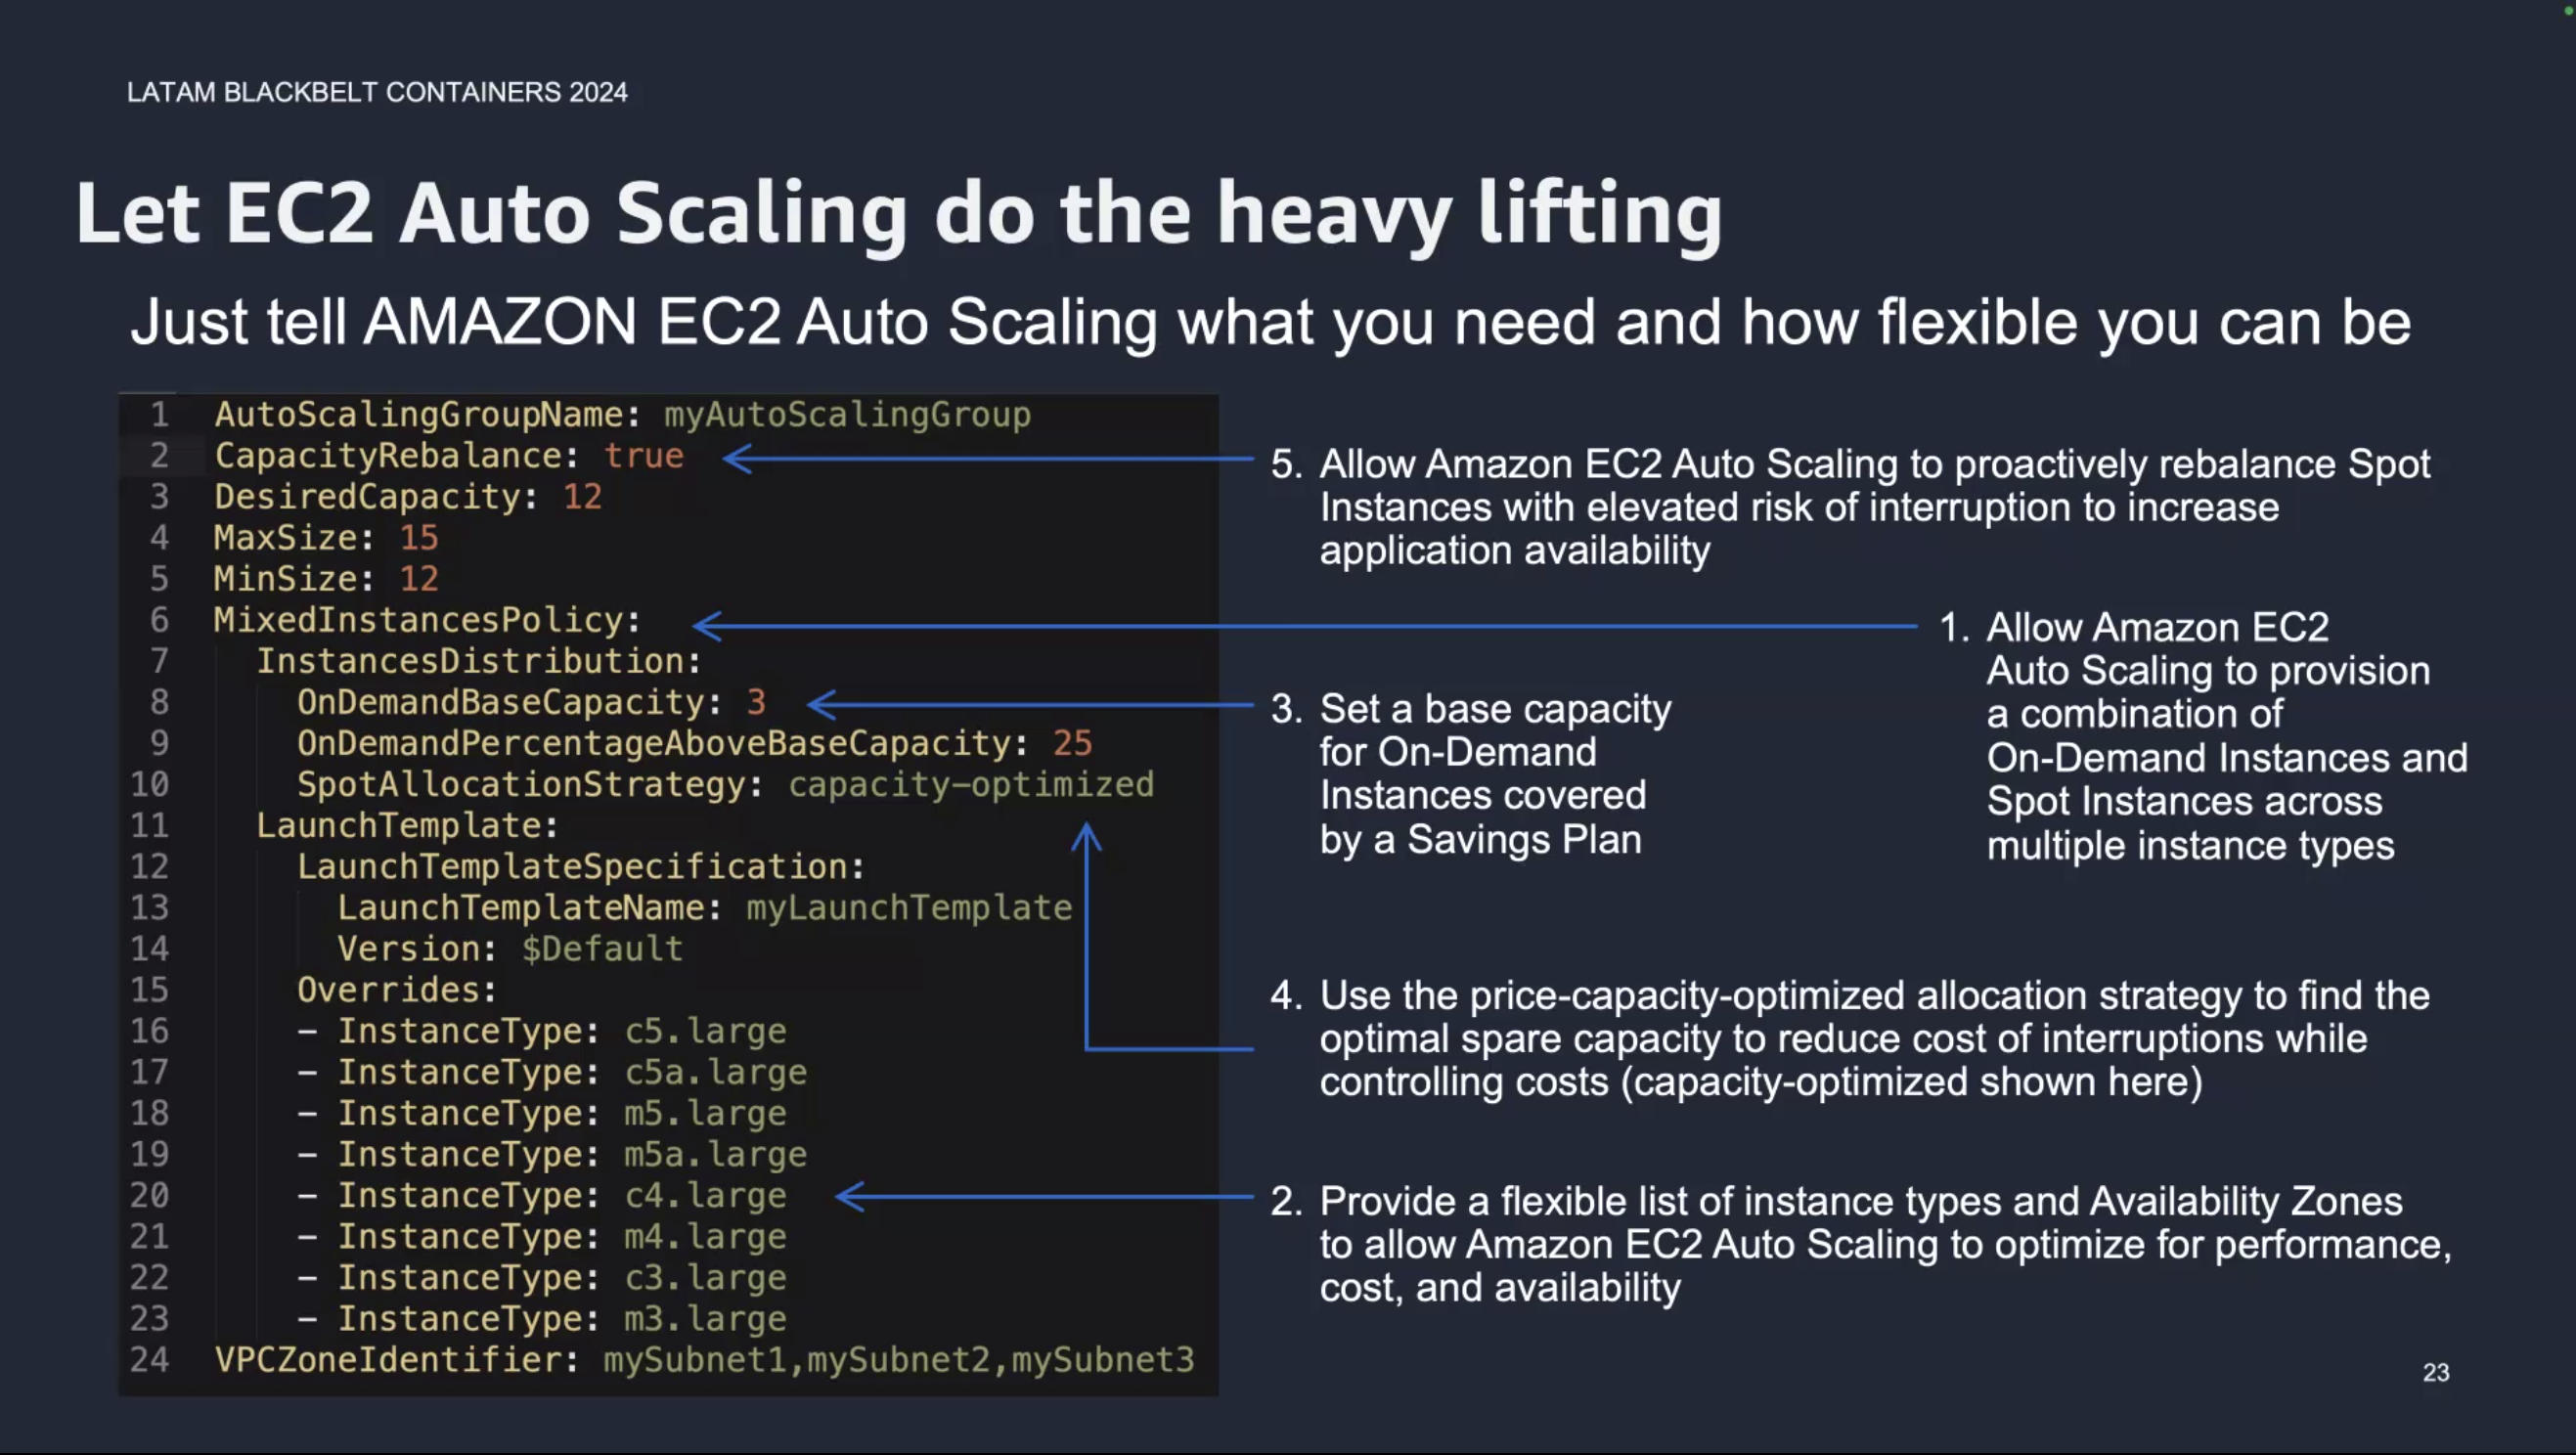 LATAM BLACKBELT CONTAINERS 2024
Let EC2 Auto Scaling do the heavy lifting
Just tell AMAZON EC2 Auto Scaling what you need and how flexible you can be
1 AutoScalingGroupName: myAutoScalingGroup
2 CapacityRebalance: true
3 DesiredCapacity: 12
4 MaxSize: 15
5 MinSize: 12
6 MixedInstancesPolicy:
7 InstancesDistribution:
8 OnDemandBaseCapacity: 3
9 OnDemandPercentageAboveBaseCapacity: 25
10 SpotAllocationStrategy: capacity-optimized
11 LaunchTemplate:
12 LaunchTemplateSpecification:
13 LaunchTemplateName: myLaunchTemplate
14 Version: $Default
15 Overrides:
16 - InstanceType: c5.large
17 - InstanceType: c5a.large
18 - InstanceType: m5.large
19 - InstanceType: m5a.large
20 - InstanceType: c4.large
21 - InstanceType: m4.large
22 - InstanceType: c3.large
23 - InstanceType: m3.large
24 VPCZoneIdentifier: mySubnet1,mySubnet2,mySubnet3
5. Allow Amazon EC2 Auto Scaling to proactively rebalance Spot
Instances with elevated risk of interruption to increase
application availability
1. Allow Amazon EC2
Auto Scaling to provision
a combination of
On-Demand Instances and
Spot Instances across
multiple instance types
3. Set a base capacity
for On-Demand
Instances covered
by a Savings Plan
4. Use the price-capacity-optimized allocation strategy to find the
optimal spare capacity to reduce cost of interruptions while
controlling costs (capacity-optimized shown here)
2. Provide a flexible list of instance types and Availability Zones
to allow Amazon EC2 Auto Scaling to optimize for performance,
cost, and availability
23